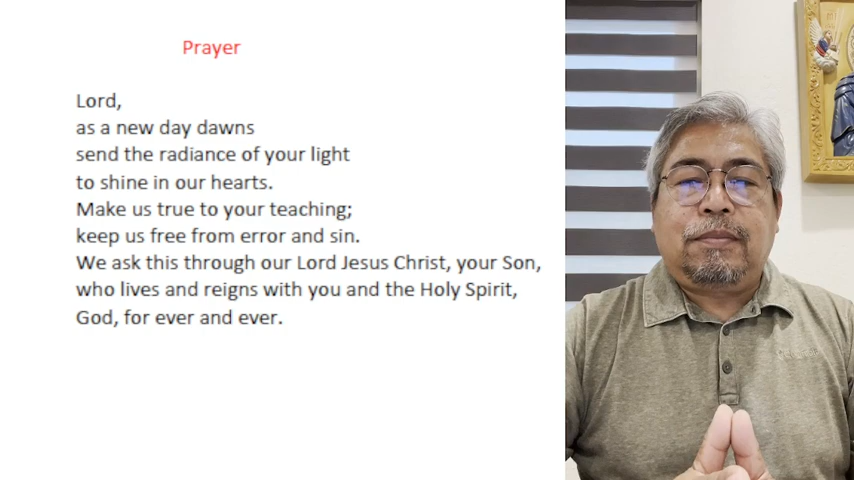 Prayer
Lord,
as a new day dawns
send the radiance of your light
to shine in our hearts.
Make us true to your teaching;
keep us free from error and sin.
We ask this through our Lord Jesus Christ, your Son,
who lives and reigns with you and the Holy Spirit,
God, for ever and ever.